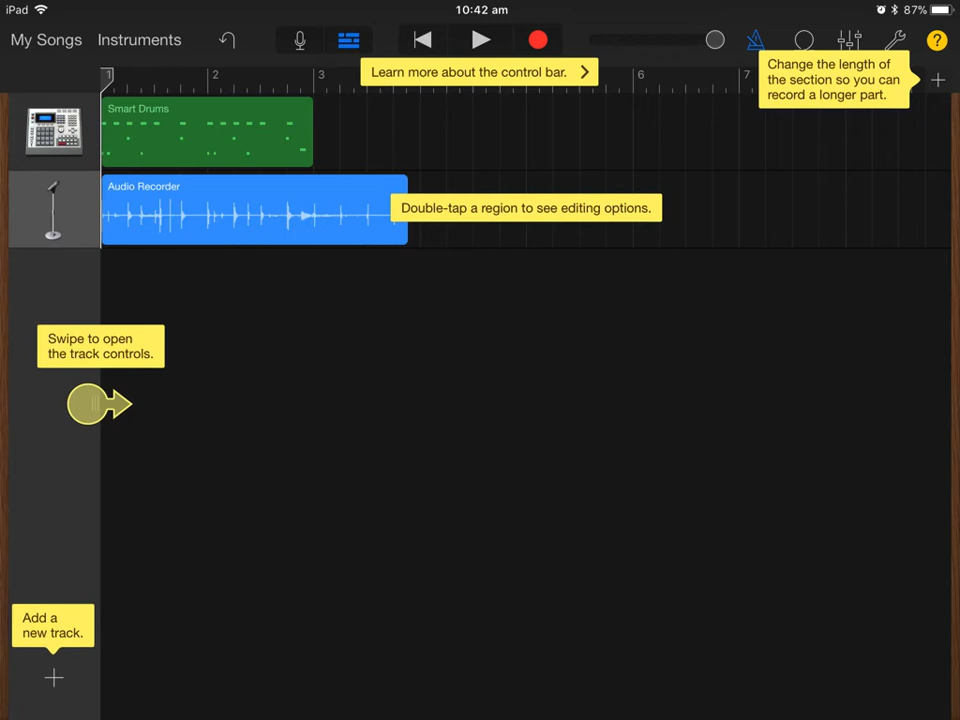 iPad
10:42 am
87%
My Songs
Instruments
?
Learn more about the control bar.
Change the length of
the section so you can
record a longer part.
1
2
3
6
7
Smart Drums
Audio Recorder
Double-tap a region to see editing options.
Swipe to open
the track controls.
Add a
new track.